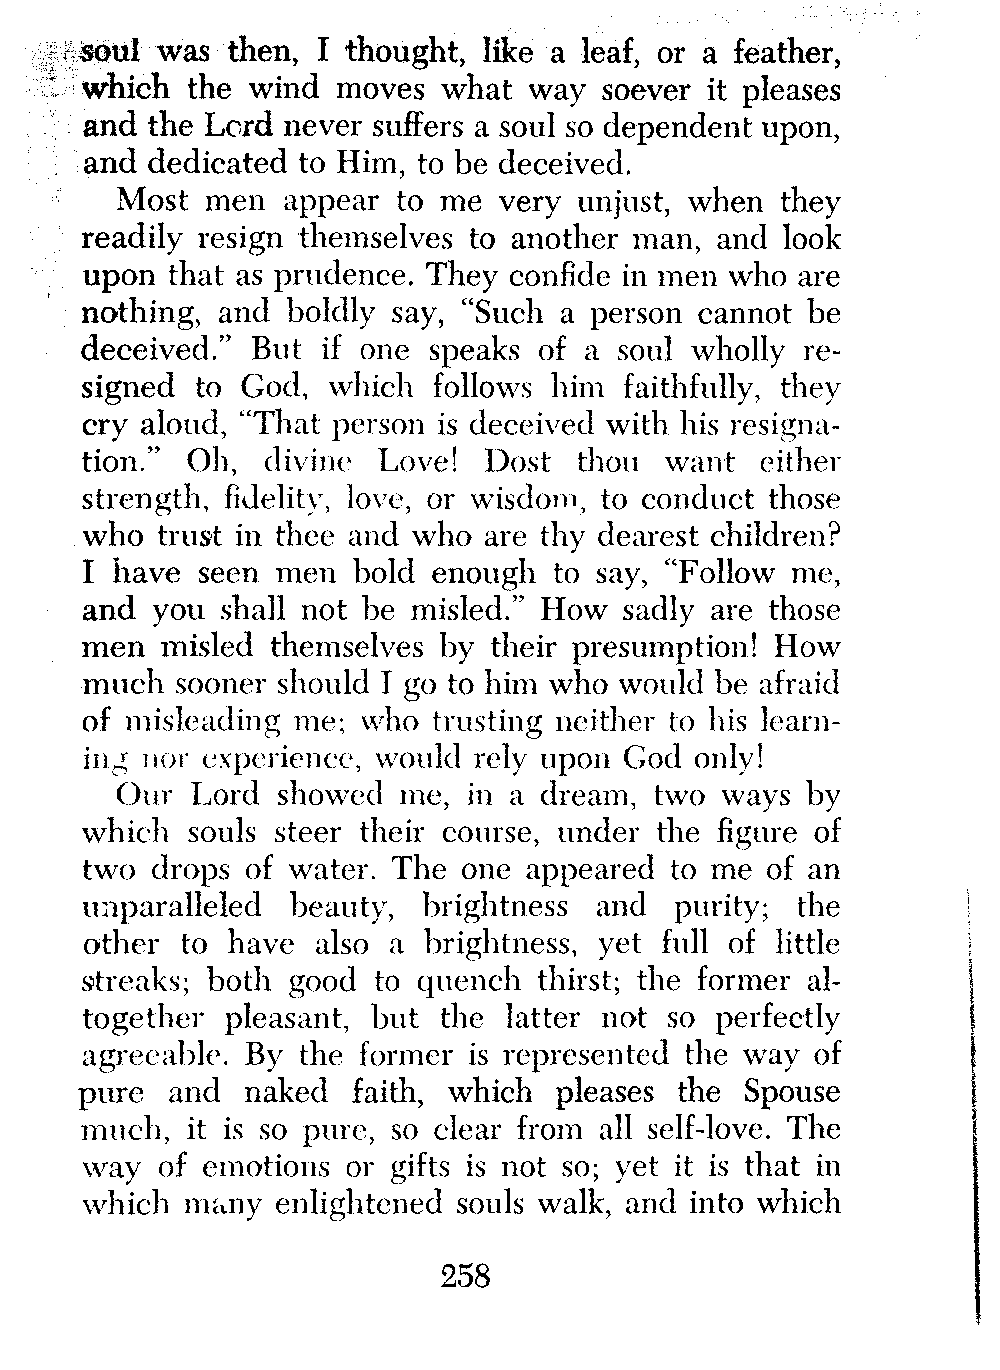 soul was then, I thought, like a leaf, or a feather,
which the wind moves what way soever it pleases
and the Lord never suffers a soul so dependent upon,
and dedicated to Him, to be deceived.
Most men appear to me very unjust, when they
readily resign themselves to another man, and look
upon that as prudence. They confide in men who are
nothing, and boldly say, “Such a person cannot be
deceived.” But if one speaks of a soul wholly re-
signed to God, which follows him faithfully, they
cry aloud, “That person is deceived with his resigna-
tion.” Oh, divine Love! Dost thou want either
strength, fidelity, love, or wisdom, to conduct those
who trust in thee and who are thy dearest children?
I have seen men bold enough to say, “Follow me,
and you shall not be misled.” How sadly are those
men misled themselves by their presumption! How
much sooner should I go to him who would be afraid
of misleading me; who trusting neither to his learn-
ing nor experience, would rely upon God only!
Our Lord showed me, in a dream, two ways by
which souls steer their course, under the figure of
two drops of water. The one appeared to me of an
unparalleled beauty, brightness and purity; the
other to have also a brightness, yet full of little
streaks; both good to quench thirst; the former al-
together pleasant, but the latter not so perfectly
agreeable. By the former is represented the way of
pure and naked faith, which pleases the Spouse
much, it is so pure, so clear from all self-love. The
way of emotions or gifts is not so; yet it is that in
which many enlightened souls walk, and into which
258